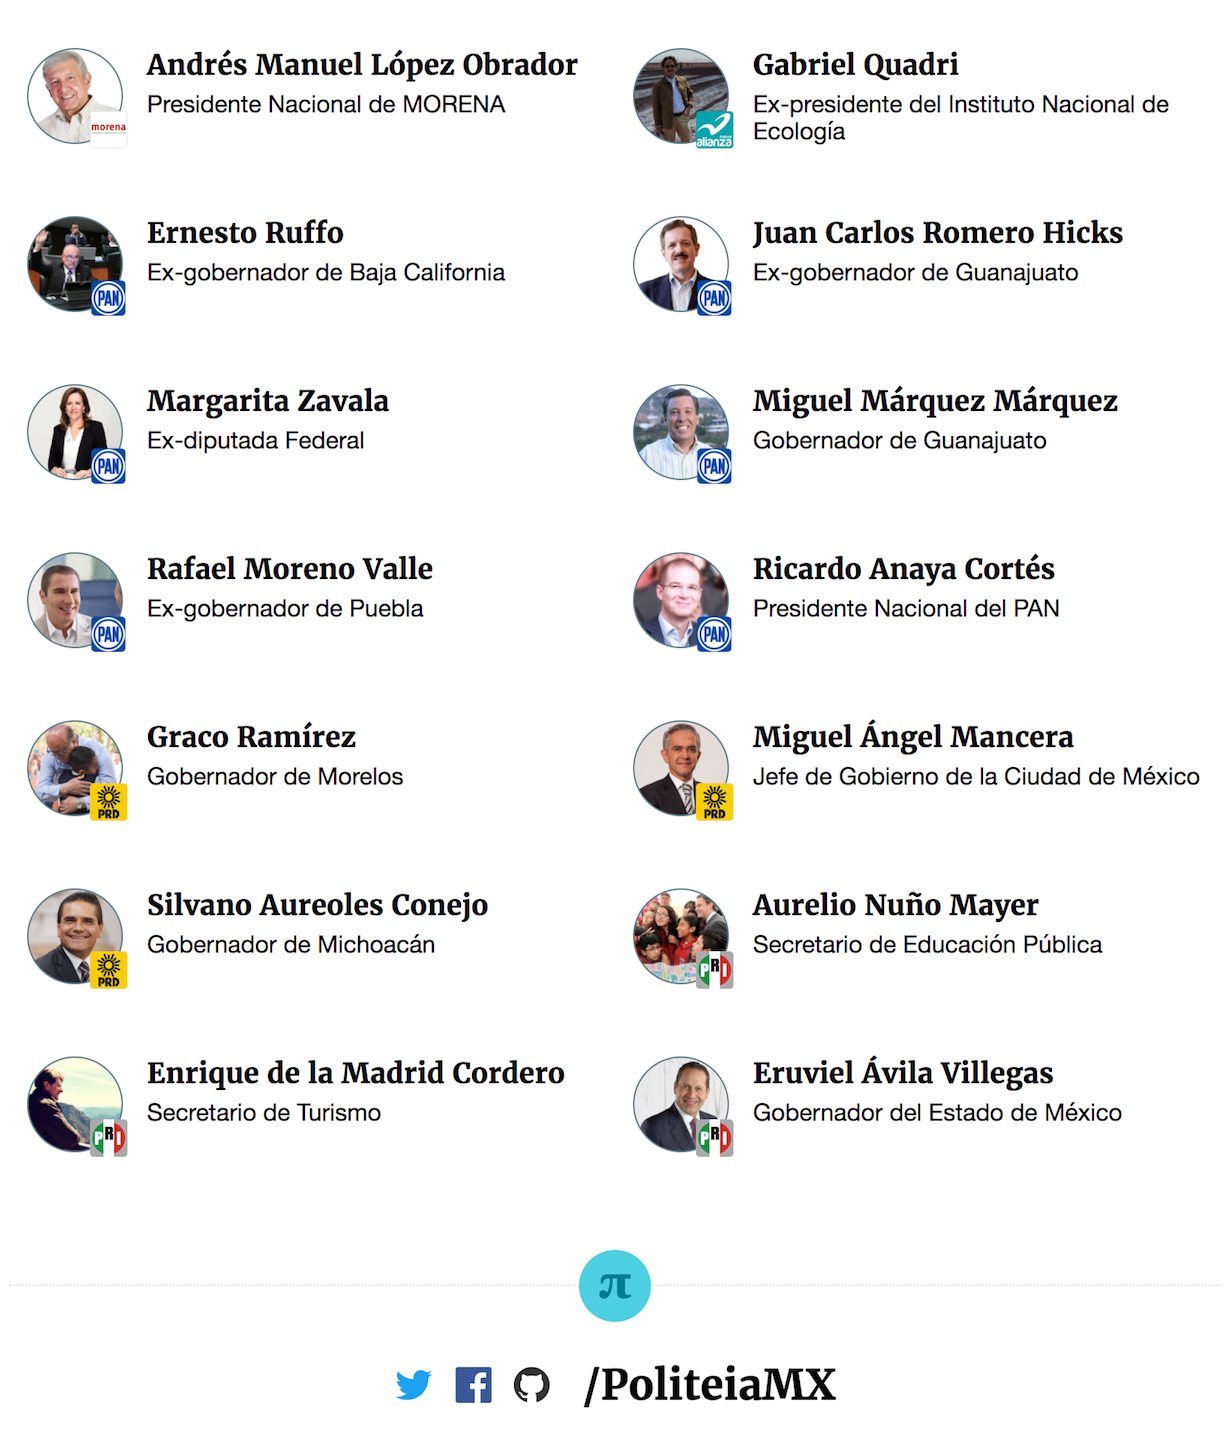 Andrés Manuel López Obrador
Presidente Nacional de MORENA
morena
Gabriel Quadri
Ex-presidente del Instituto Nacional de
Ecología
alianza
Ernesto Ruffo
Ex-gobernador de Baja California
PAN
Juan Carlos Romero Hicks
Ex-gobernador de Guanajuato
PAN
Margarita Zavala
Ex-diputada Federal
PAN
Miguel Márquez Márquez
Gobernador de Guanajuato
PAN
Rafael Moreno Valle
Ex-gobernador de Puebla
PAN
Ricardo Anaya Cortés
Presidente Nacional del PAN
PAN
Graco Ramírez
Gobernador de Morelos
PRD
Miguel Ángel Mancera
Jefe de Gobierno de la Ciudad de México
PRD
Silvano Aureoles Conejo
Gobernador de Michoacán
PRD
Aurelio Nuño Mayer
Secretario de Educación Pública
PRI
Enrique de la Madrid Cordero
Secretario de Turismo
PRI
Eruviel Ávila Villegas
Gobernador del Estado de México
PRI
π
/PoliteiaMX